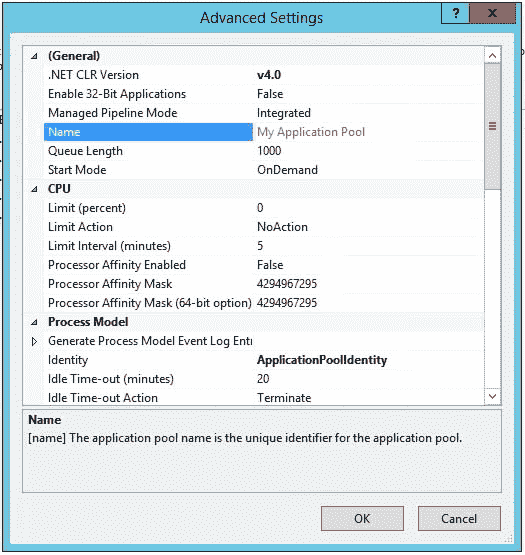 Advanced Settings
?
(General)
.NET CLR Version v4.0
Enable 32-Bit Applications False
Managed Pipeline Mode Integrated
Name My Application Pool
Queue Length 1000
Start Mode OnDemand
CPU
Limit (percent) 0
Limit Action NoAction
Limit Interval (minutes) 5
Processor Affinity Enabled False
Processor Affinity Mask 4294967295
Processor Affinity Mask (64-bit option) 4294967295
Process Model
Generate Process Model Event Log Entr
Identity ApplicationPoolIdentity
Idle Time-out (minutes) 20
Idle Time-out Action Terminate
Name
[name] The application pool name is the unique identifier for the application pool.
OK Cancel